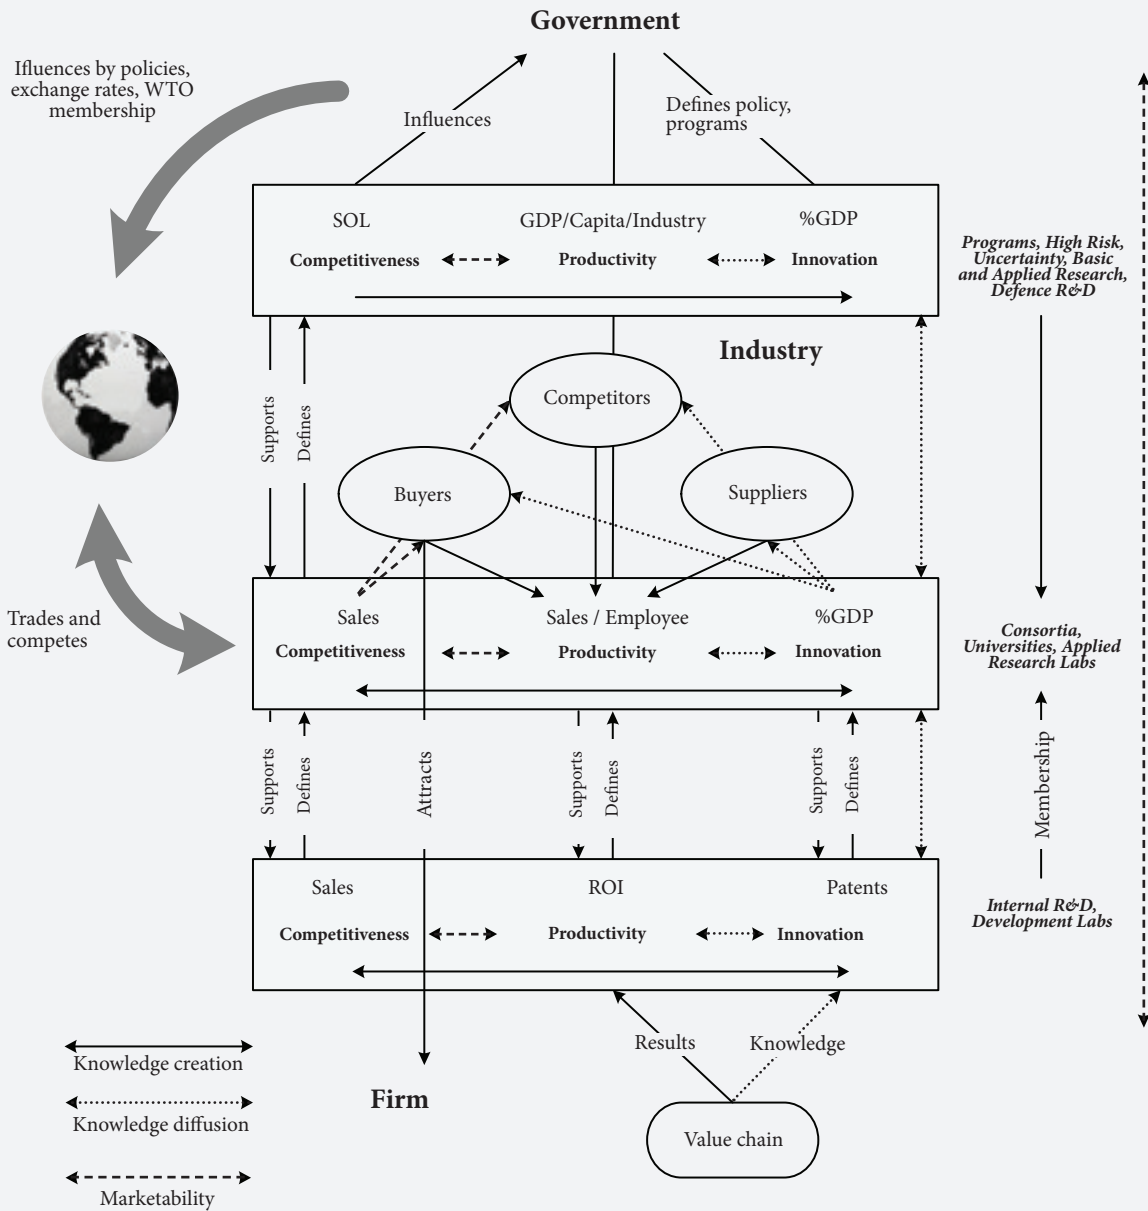 Government
Ifluences by policies,
exchange rates, WTO
membership
Influences
Defines policy,
programs
SOL
GDP/Capita/Industry
%GDP
Competitiveness
Productivity
Innovation
Programs, High Risk,
Uncertainty, Basic
and Applied Research,
Defence R&D
Industry
Supports
Defines
Competitors
Buyers
Suppliers
Trades and
competes
Sales
Sales / Employee
%GDP
Competitiveness
Productivity
Innovation
Consortia,
Universities, Applied
Research Labs
Supports
Defines
Attracts
Supports
Defines
Supports
Defines
Membership
Sales
ROI
Patents
Competitiveness
Productivity
Innovation
Internal R&D,
Development Labs
Results
Knowledge
Firm
Value chain
Knowledge creation
Knowledge diffusion
Marketability